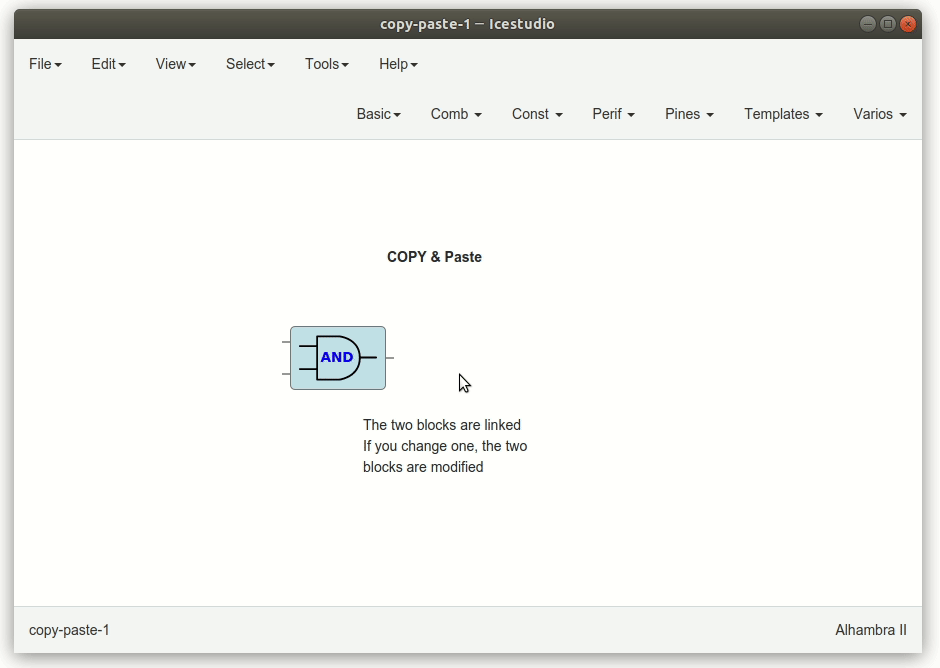 copy-paste-1 — Icestudio
File Edit View Select Tools Help
Basic Comb Const Perif Pines Templates Varios
COPY & Paste
AND
The two blocks are linked
If you change one, the two
blocks are modified
copy-paste-1 Alhambra II